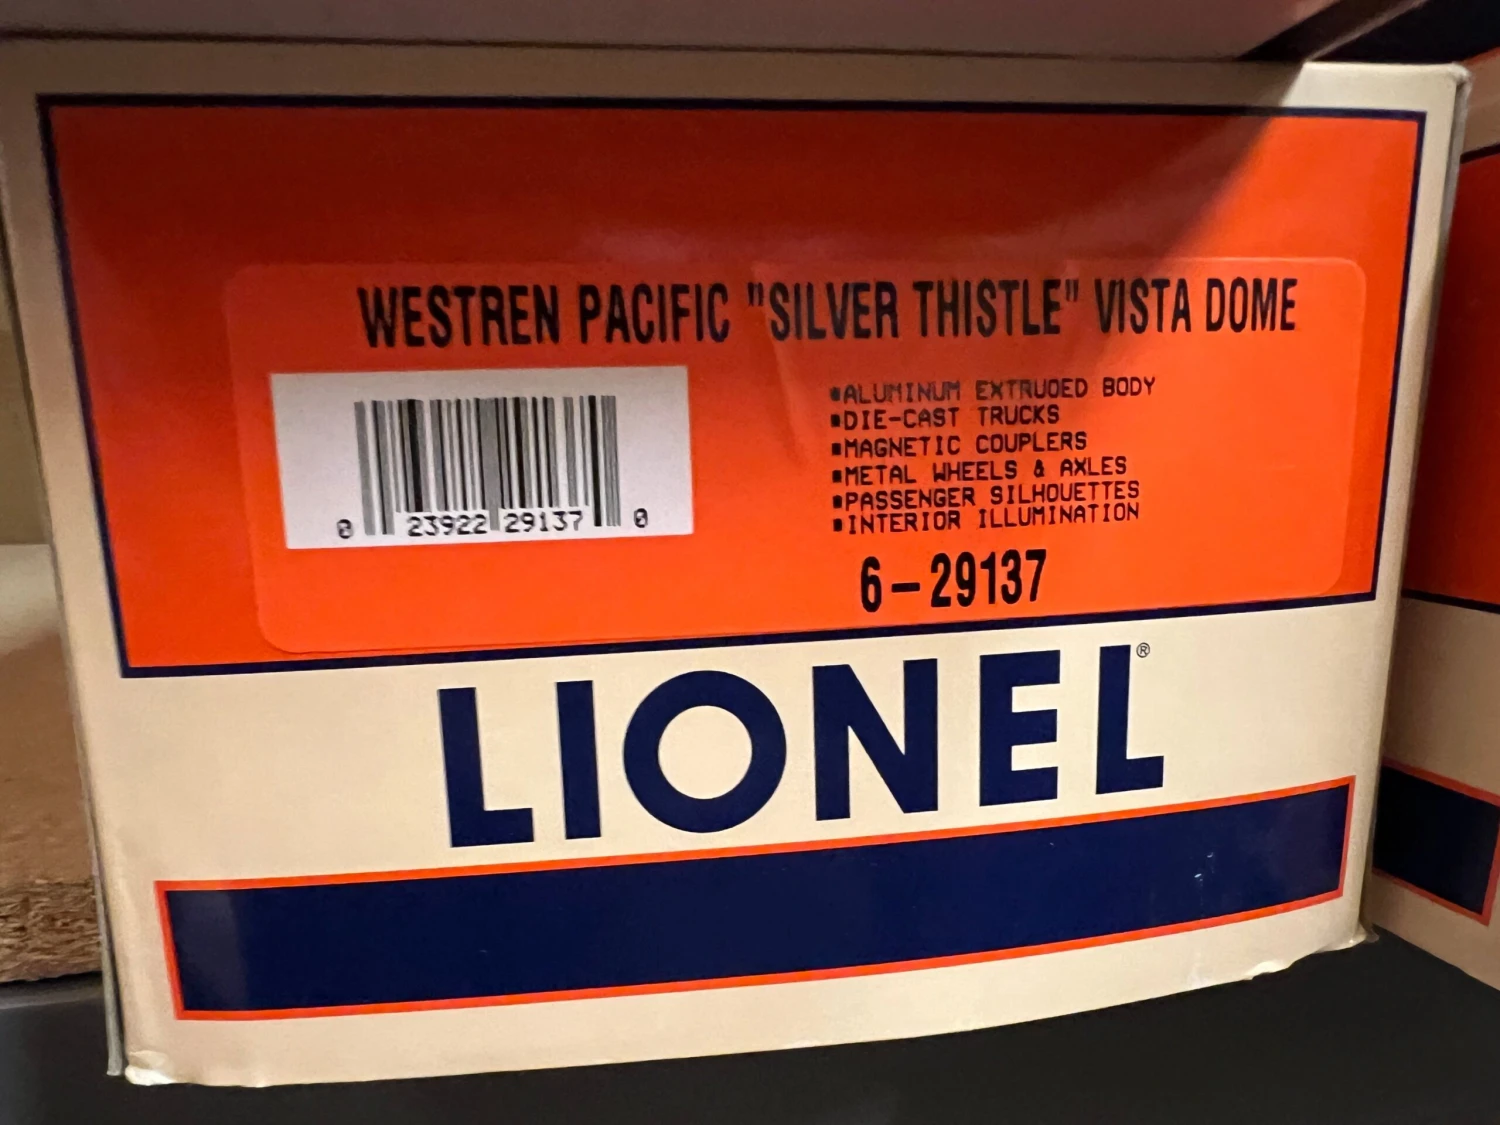 WESTREN PACIFIC "SILVER THISTLE" VISTA DOME
▪ALUMINUM EXTRUOED BODY
▪DIE-CAST TRUCKS
▪MAGNETIC COUPLERS
▪METAL WHEELS & AXLES
▪PASSENGER SILHOUETTES
▪INTERIOR ILLUMINATION
0 23922 29137 0
6-29137
LIONEL®